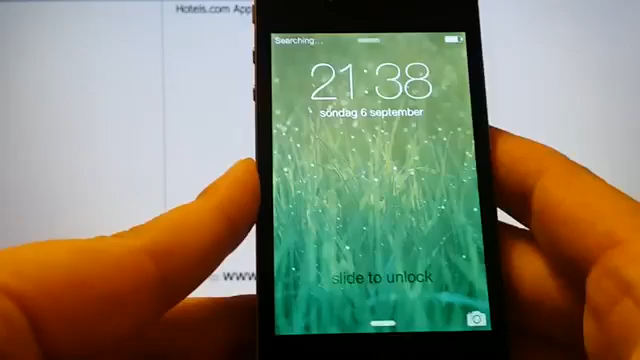 Hotels.com App
Searching...
21:38
söndag 6 september
slide to unlock
www